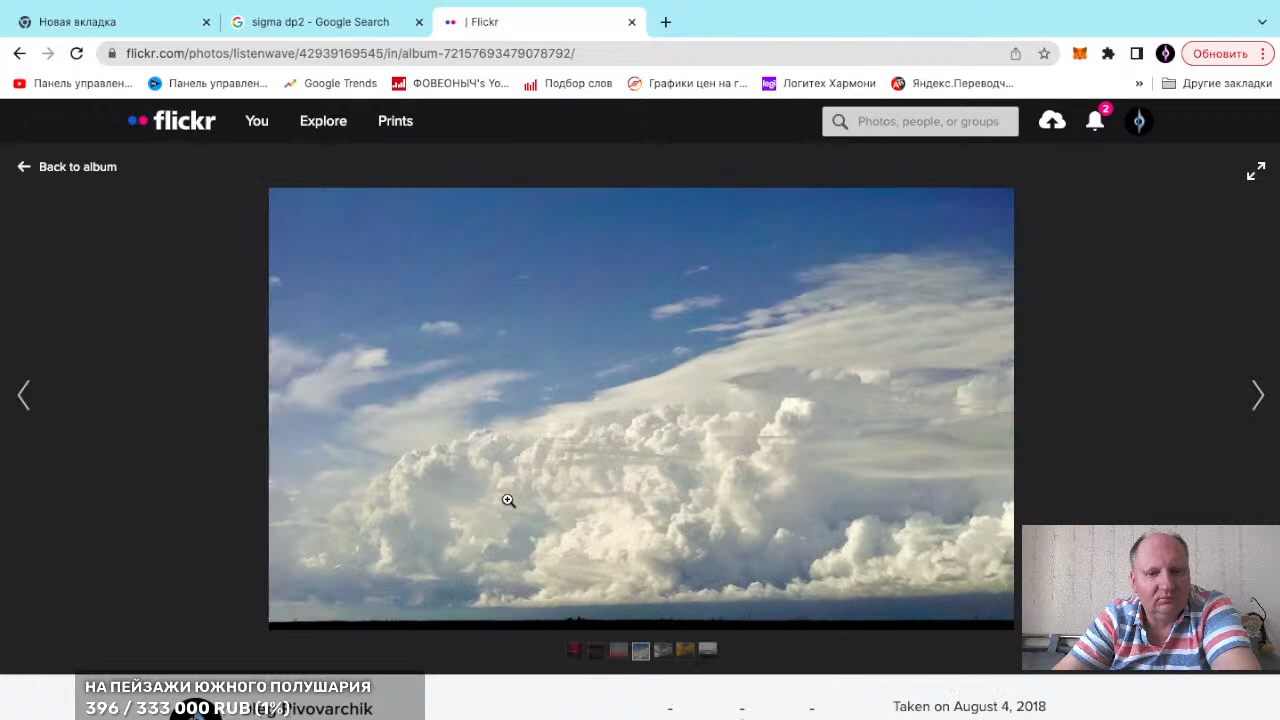 Новая вкладка
sigma dp2 - Google Search
| Flickr
flickr.com/photos/listenwave/42939169545/in/album-72157693479078792/
Обновить
Панель управлен...
Панель управлен...
Google Trends
ФОВЕОНЫЧ's Yo...
Подбор слов
Графики цен на г...
Логитех Хармони
Яндекс.Переводч...
»
Другие закладки
flickr
You
Explore
Prints
Photos, people, or groups
2
Back to album
НА ПЕЙЗАЖИ ЮЖНОГО ПОЛУШАРИЯ
396 / 333 000 RUB (1%)
Pivovarchik
Taken on August 4, 2018